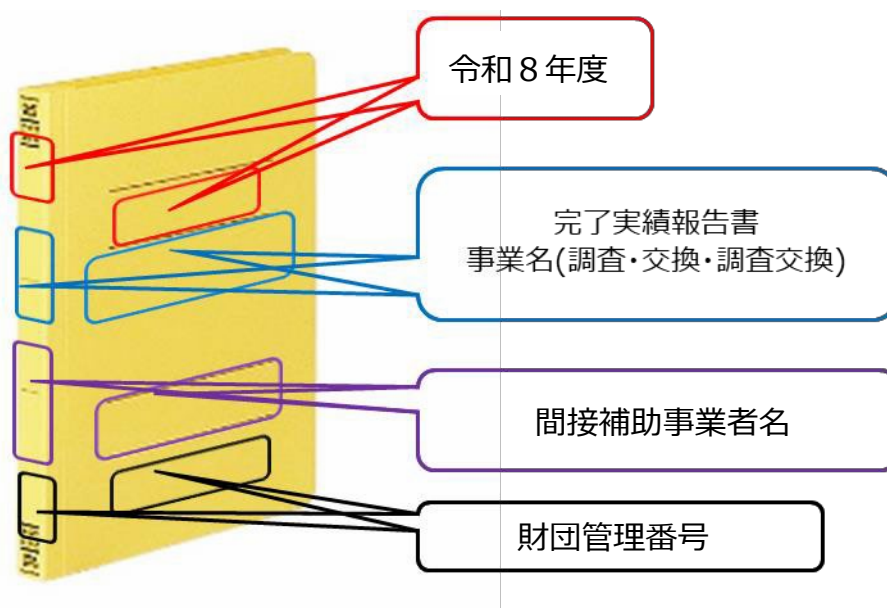 令和８年度
完了実績報告書
事業名(調査・交換・調査交換)
間接補助事業者名
財団管理番号